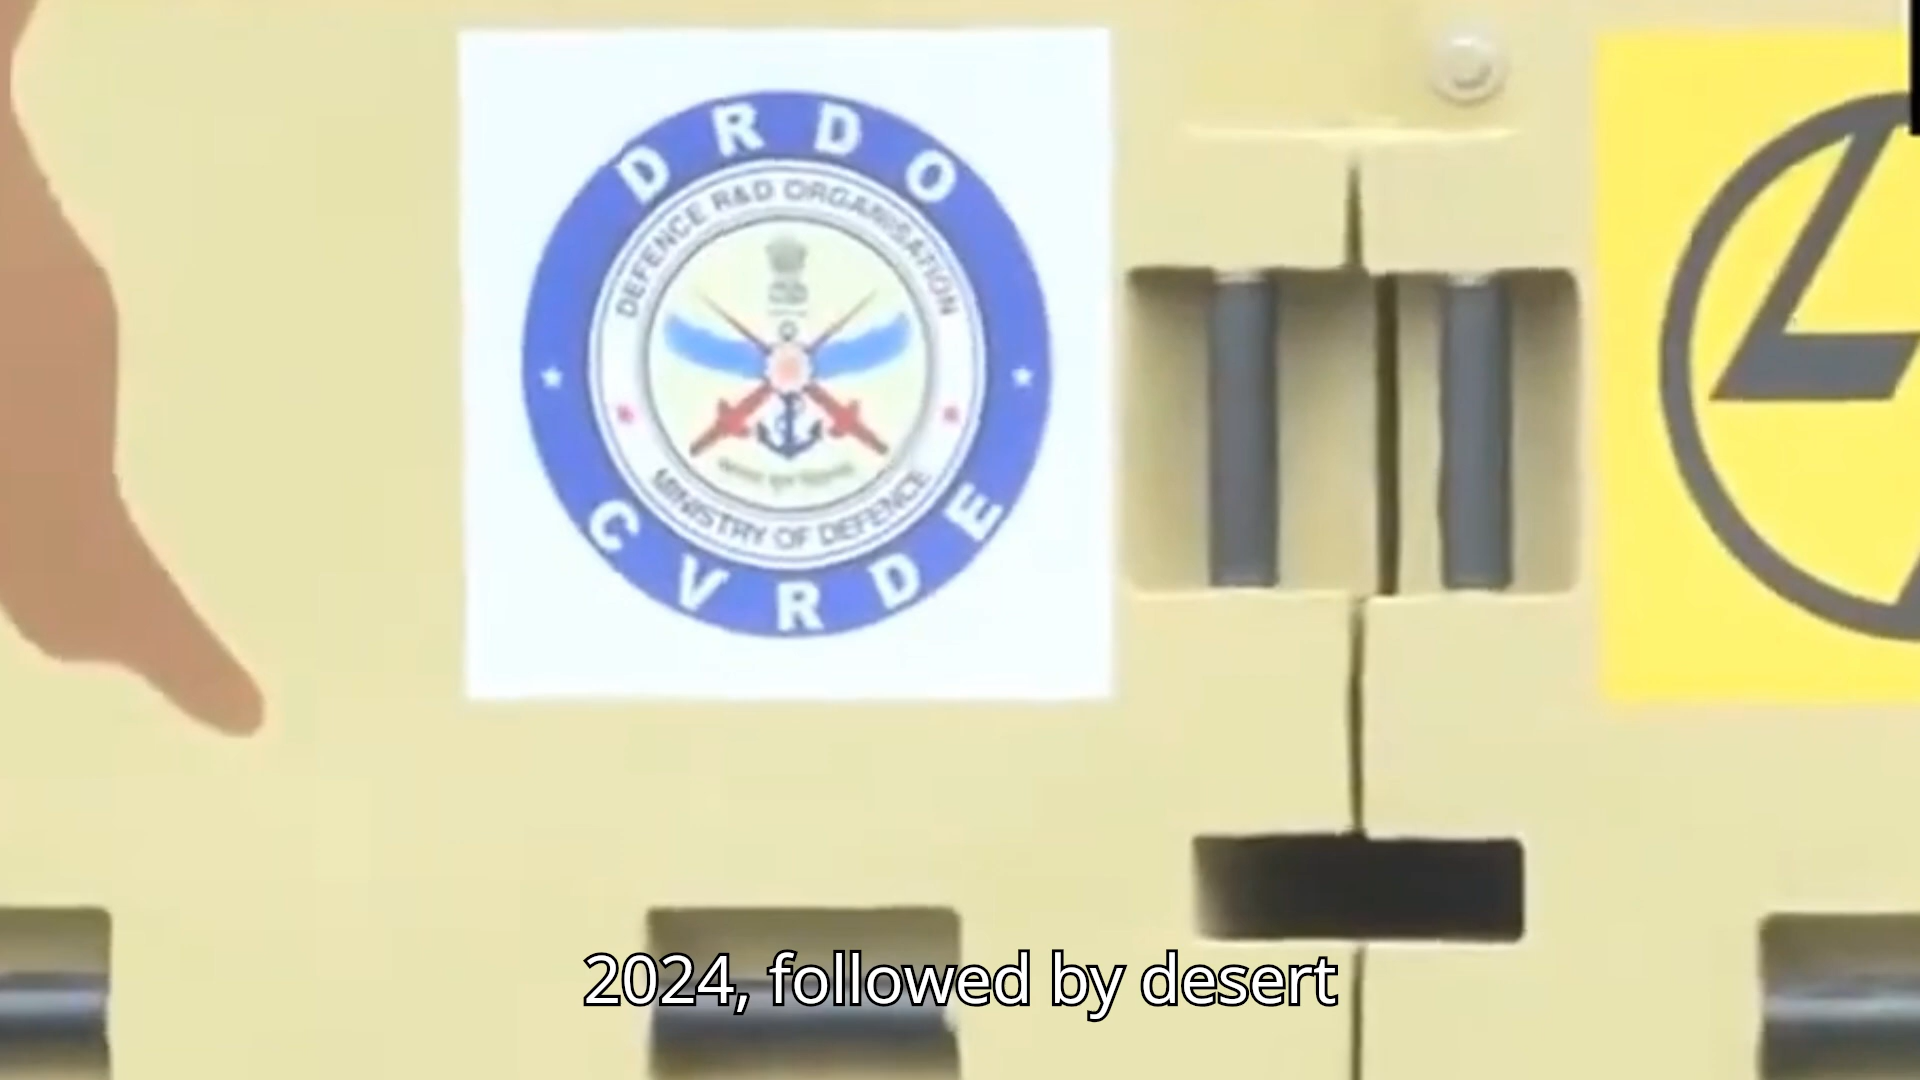 DRDO
DEFENCE R&D ORGANISATION
MINISTRY OF DEFENCE
CVRDE
2024, followed by desert